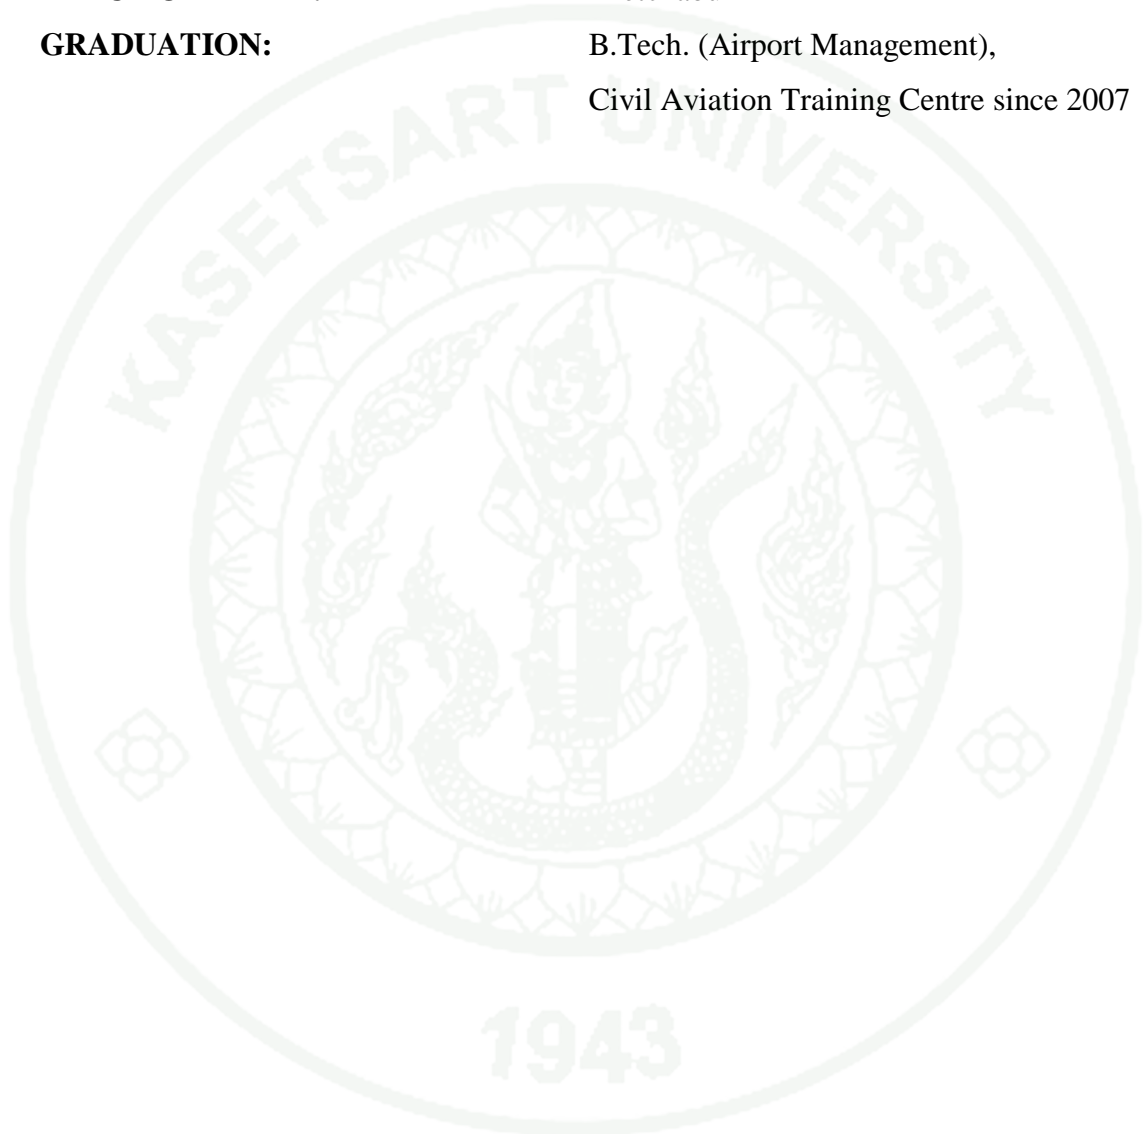 GRADUATION: B.Tech. (Airport Management),
Civil Aviation Training Centre since 2007
KASETSART UNIVERSITY
1943